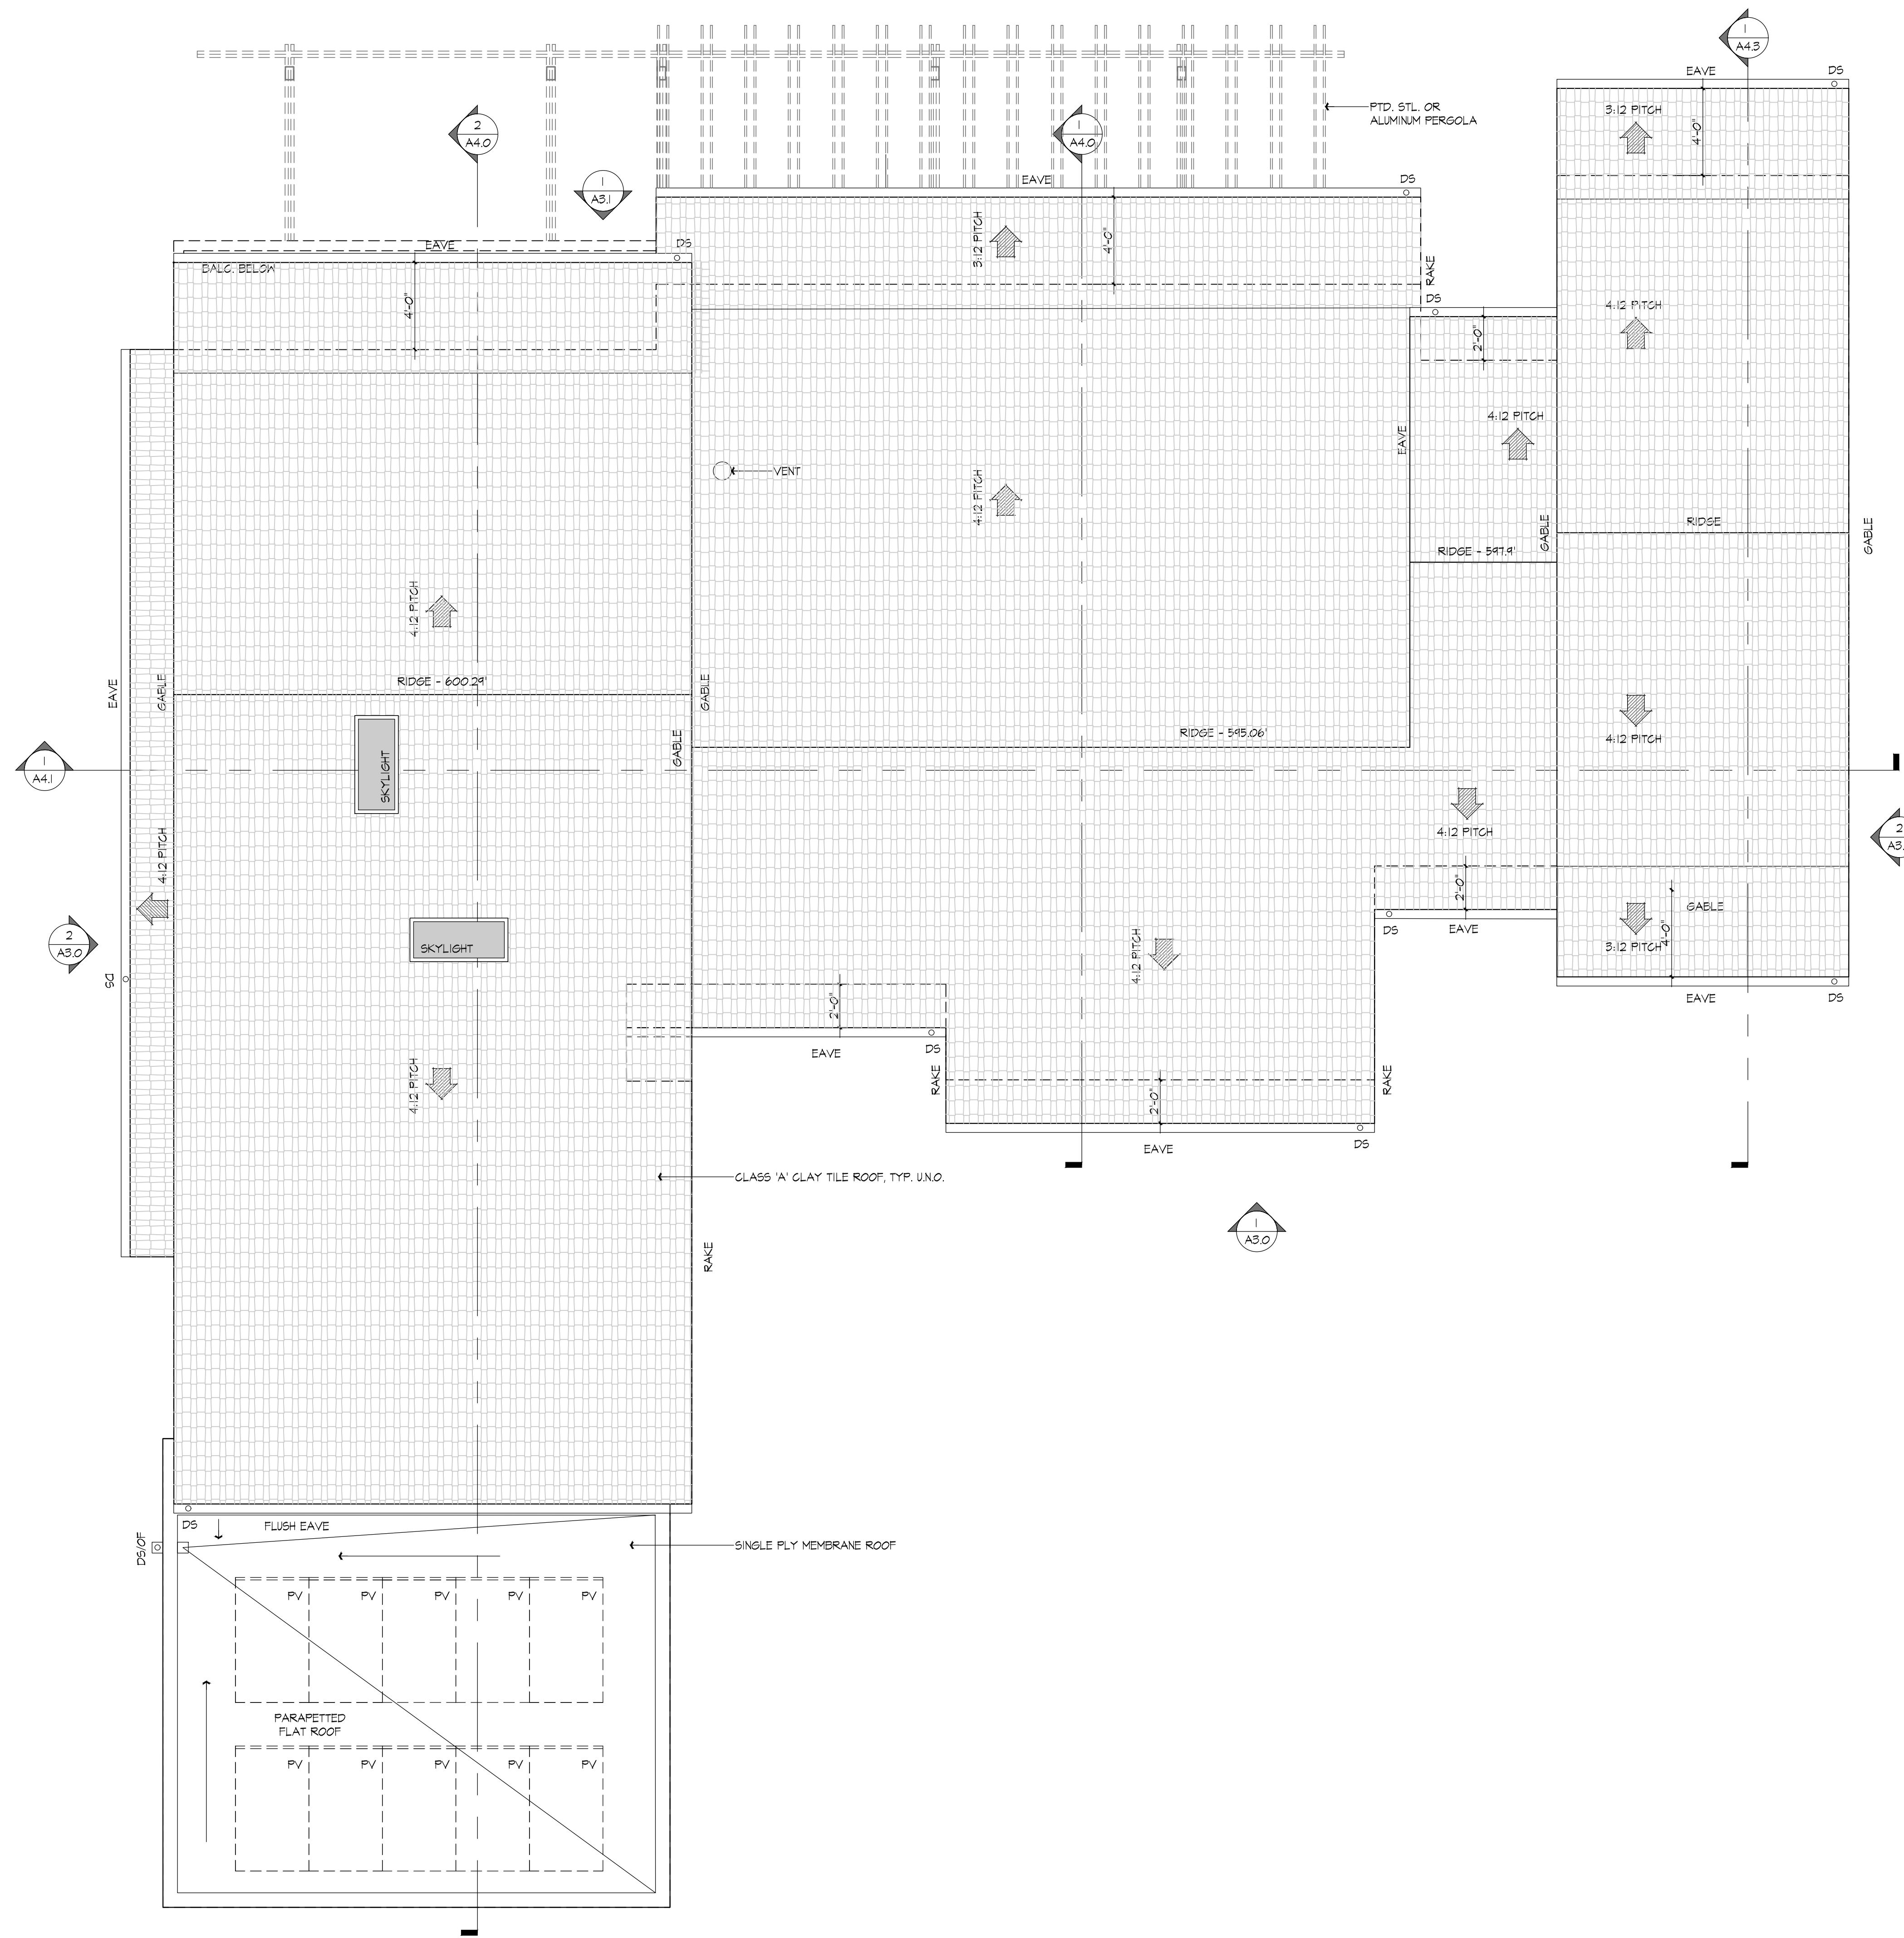 1
A4.3
EAVE
DS
3:12 PITCH
4'-0"
PTD. STL. OR
ALUMINUM PERGOLA
2
A4.0
1
A4.0
1
A3.1
EAVE
DS
EAVE
DS
BALC. BELOW
4'-0"
3:12 PITCH
4'-0"
RAKE
DS
4:12 PITCH
2'-0"
4:12 PITCH
EAVE
VENT
4:12 PITCH
RIDGE
GABLE
GABLE
RIDGE - 597.9'
4:12 PITCH
RIDGE - 600.29'
EAVE
GABLE
GABLE
GABLE
RIDGE - 595.06'
4:12 PITCH
SKYLIGHT
1
A4.1
4:12 PITCH
2
4:12 PITCH
2'-0"
GABLE
4'-0"
3:12 PITCH
2
A3.0
SKYLIGHT
DS
EAVE
4:12 PITCH
DS
EAVE
DS
2'-0"
EAVE
DS
RAKE
RAKE
4:12 PITCH
2'-0"
EAVE
DS
CLASS 'A' CLAY TILE ROOF, TYP. U.N.O.
RAKE
1
A3.0
DS
FLUSH EAVE
DS/OF
SINGLE PLY MEMBRANE ROOF
PV
PV
PV
PV
PV
PARAPETTED
FLAT ROOF
PV
PV
PV
PV
PV